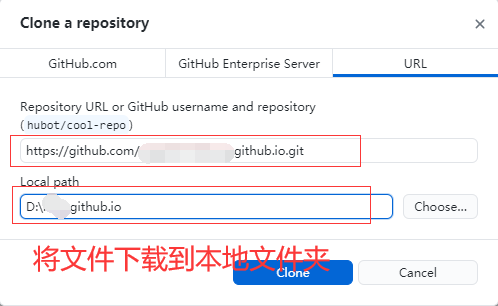 Clone a repository
GitHub.com GitHub Enterprise Server URL
Repository URL or GitHub username and repository
(hubot/cool-repo)
https://github.com/ github.io.git
Local path
D:\ github.io Choose...
将文件下载到本地文件夹
Clone Cancel